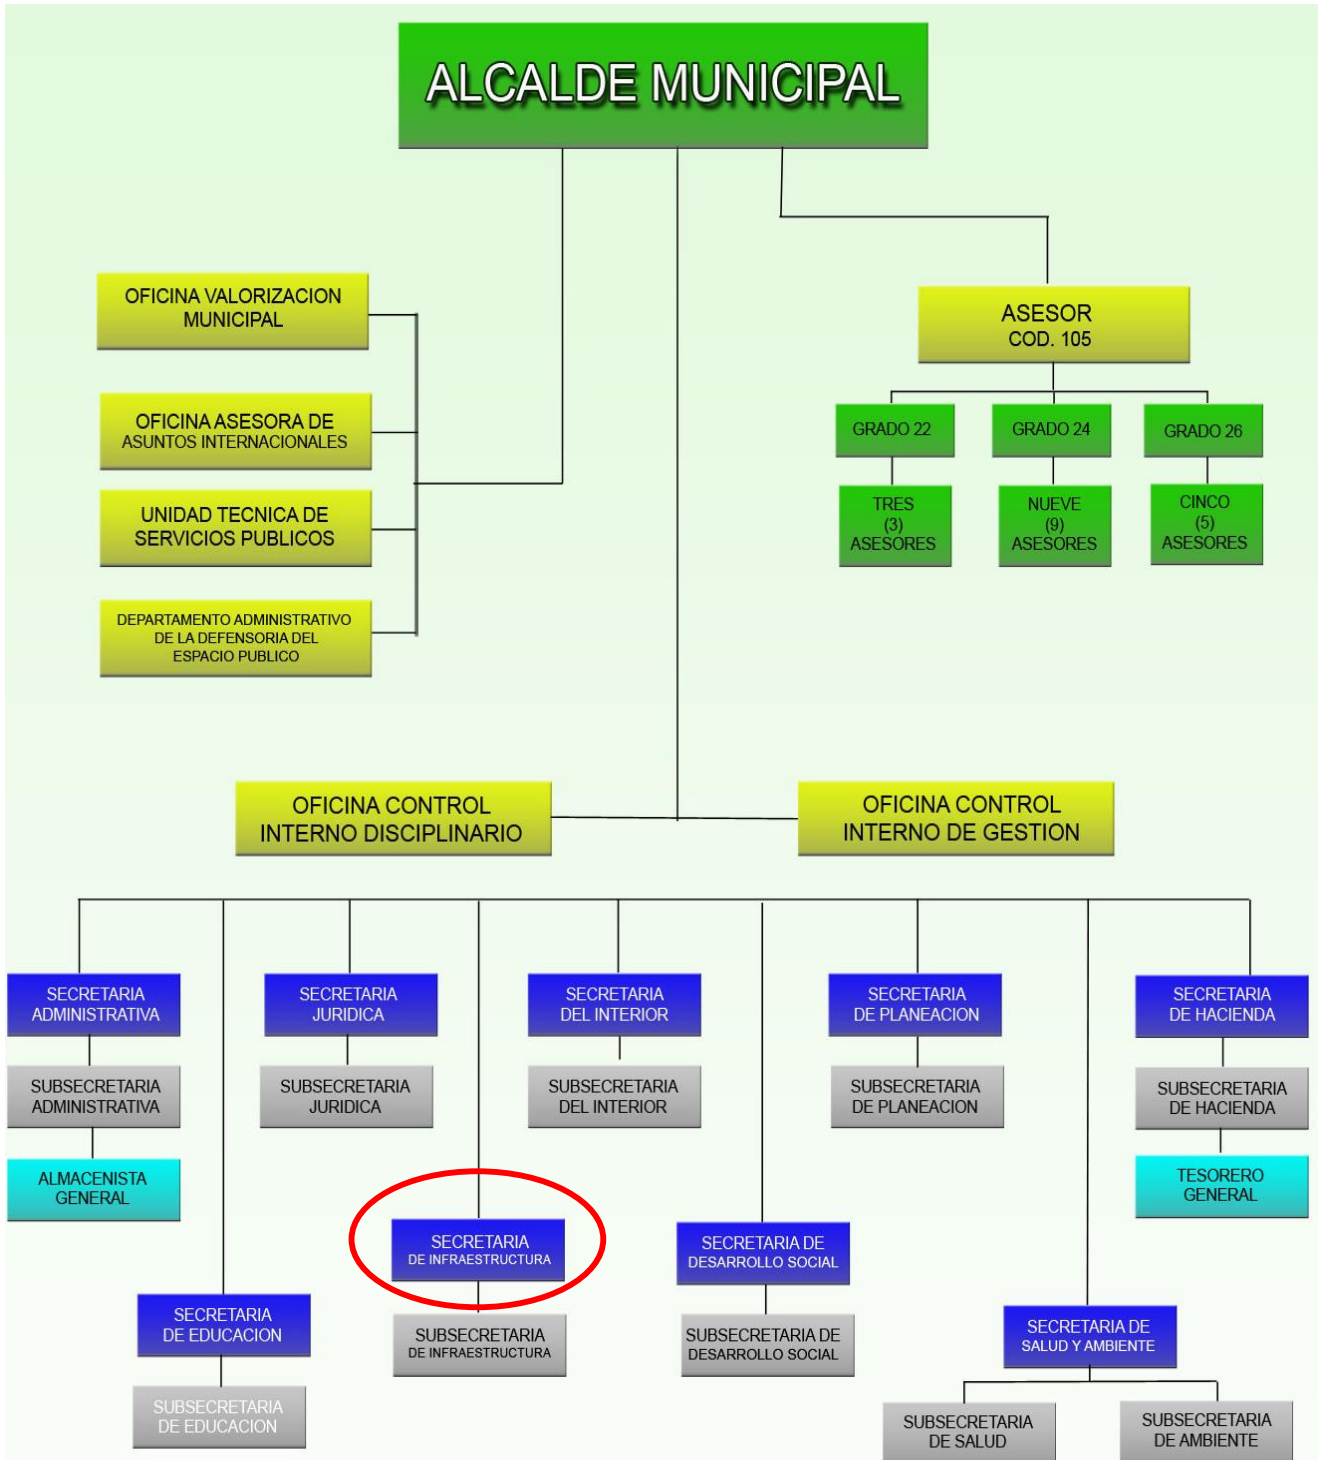 ALCALDE MUNICIPAL
OFICINA VALORIZACION
MUNICIPAL
OFICINA ASESORA DE
ASUNTOS INTERNACIONALES
UNIDAD TECNICA DE
SERVICIOS PUBLICOS
DEPARTAMENTO ADMINISTRATIVO
DE LA DEFENSORIA DEL
ESPACIO PUBLICO
ASESOR
COD. 105
GRADO 22
GRADO 24
GRADO 26
TRES
(3)
ASESORES
NUEVE
(9)
ASESORES
CINCO
(5)
ASESORES
OFICINA CONTROL
INTERNO DISCIPLINARIO
OFICINA CONTROL
INTERNO DE GESTION
SECRETARIA
ADMINISTRATIVA
SECRETARIA
JURIDICA
SECRETARIA
DEL INTERIOR
SECRETARIA
DE PLANEACION
SECRETARIA
DE HACIENDA
SUBSECRETARIA
ADMINISTRATIVA
SUBSECRETARIA
JURIDICA
SUBSECRETARIA
DEL INTERIOR
SUBSECRETARIA
DE PLANEACION
SUBSECRETARIA
DE HACIENDA
ALMACENISTA
GENERAL
TESORERO
GENERAL
SECRETARIA
DE INFRAESTRUCTURA
SECRETARIA DE
DESARROLLO SOCIAL
SECRETARIA
DE EDUCACION
SUBSECRETARIA
DE INFRAESTRUCTURA
SUBSECRETARIA DE
DESARROLLO SOCIAL
SECRETARIA DE
SALUD Y AMBIENTE
SUBSECRETARIA
DE EDUCACION
SUBSECRETARIA
DE SALUD
SUBSECRETARIA
DE AMBIENTE